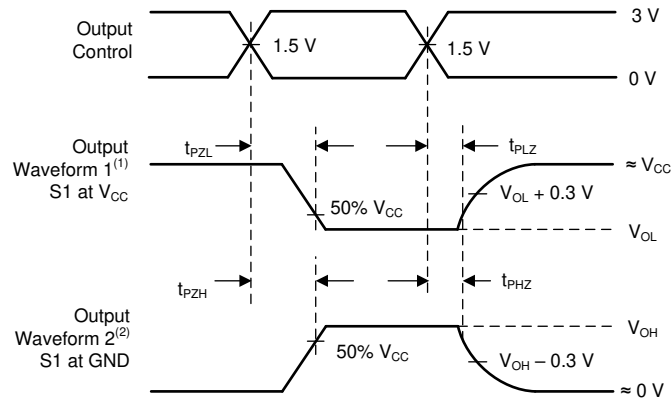 Output
Control
1.5 V
1.5 V
3 V
0 V
Output
Waveform 1(1)
S1 at VCC
tPZL
tPLZ
50% VCC
VOL + 0.3 V
≈ VCC
VOL
Output
Waveform 2(2)
S1 at GND
tPZH
tPHZ
50% VCC
VOH – 0.3 V
VOH
≈ 0 V